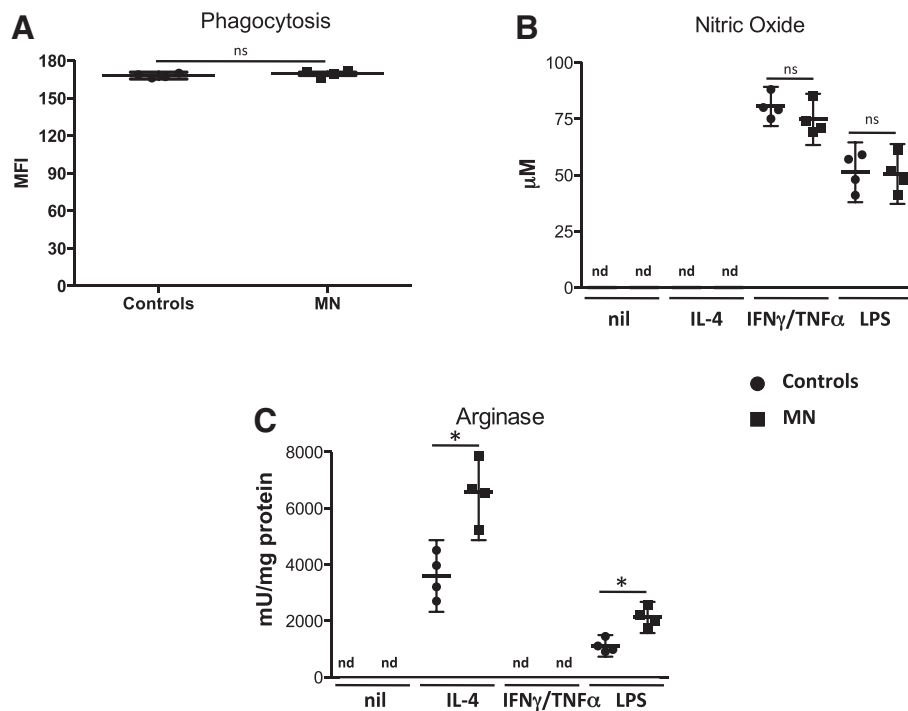 A
Phagocytosis
ns
180
150
120
90
60
30
0
MFI
Controls
MN
B
Nitric Oxide
100
75
50
25
0
μM
ns
ns
nd nd nd nd
nil IL-4 IFNγ/TNFα LPS
Controls
MN
C
Arginase
8000
6000
4000
2000
0
mU/mg protein
*
*
nd nd nd nd
nil IL-4 IFNγ/TNFα LPS